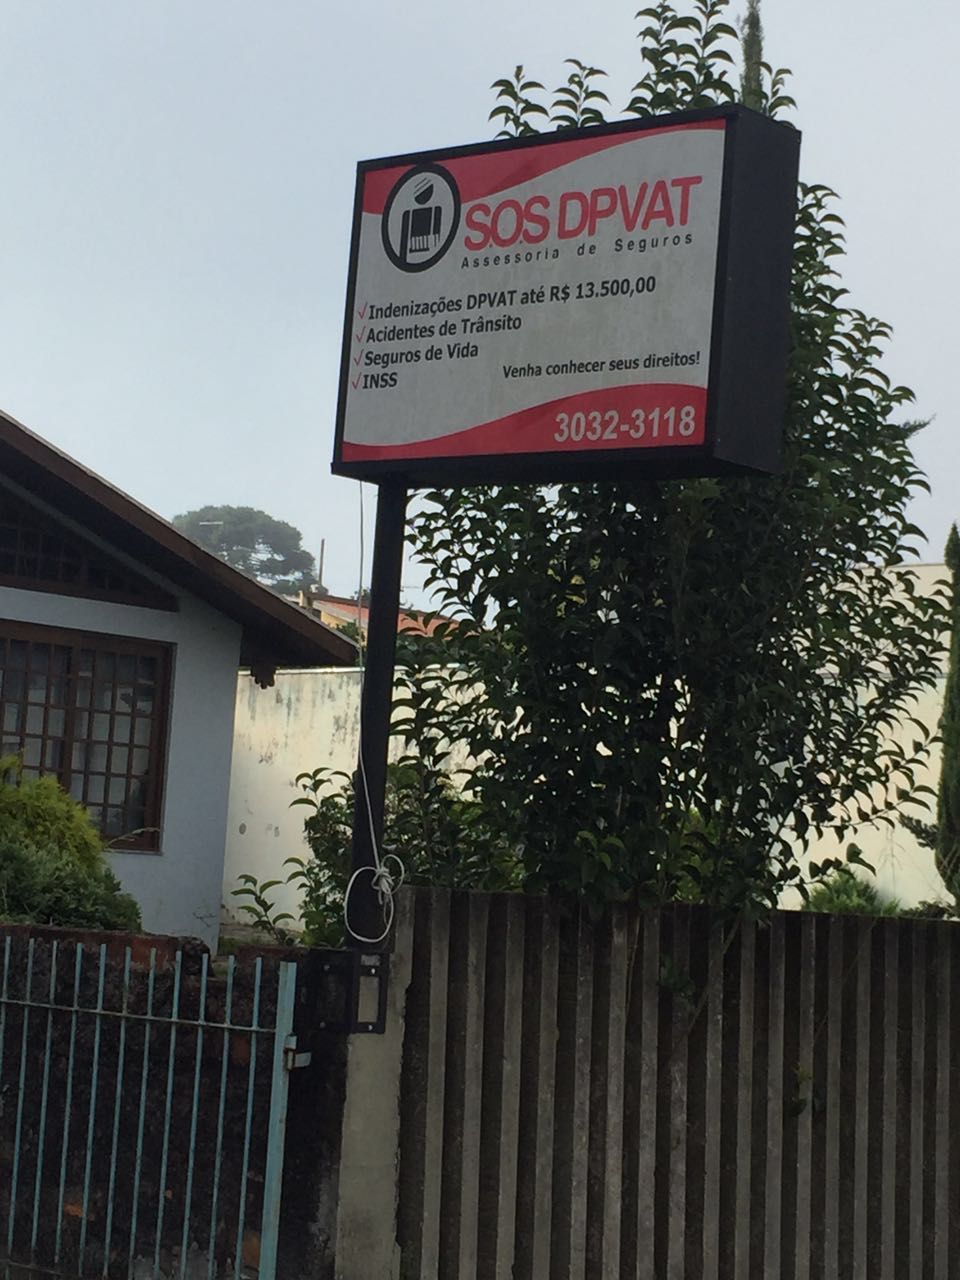 S.O.S DPVAT
Assessoria de Seguros
✓Indenizações DPVAT até R$ 13.500,00
✓Acidentes de Trânsito
✓Seguros de Vida
✓INSS
Venha conhecer seus direitos!
3032-3118